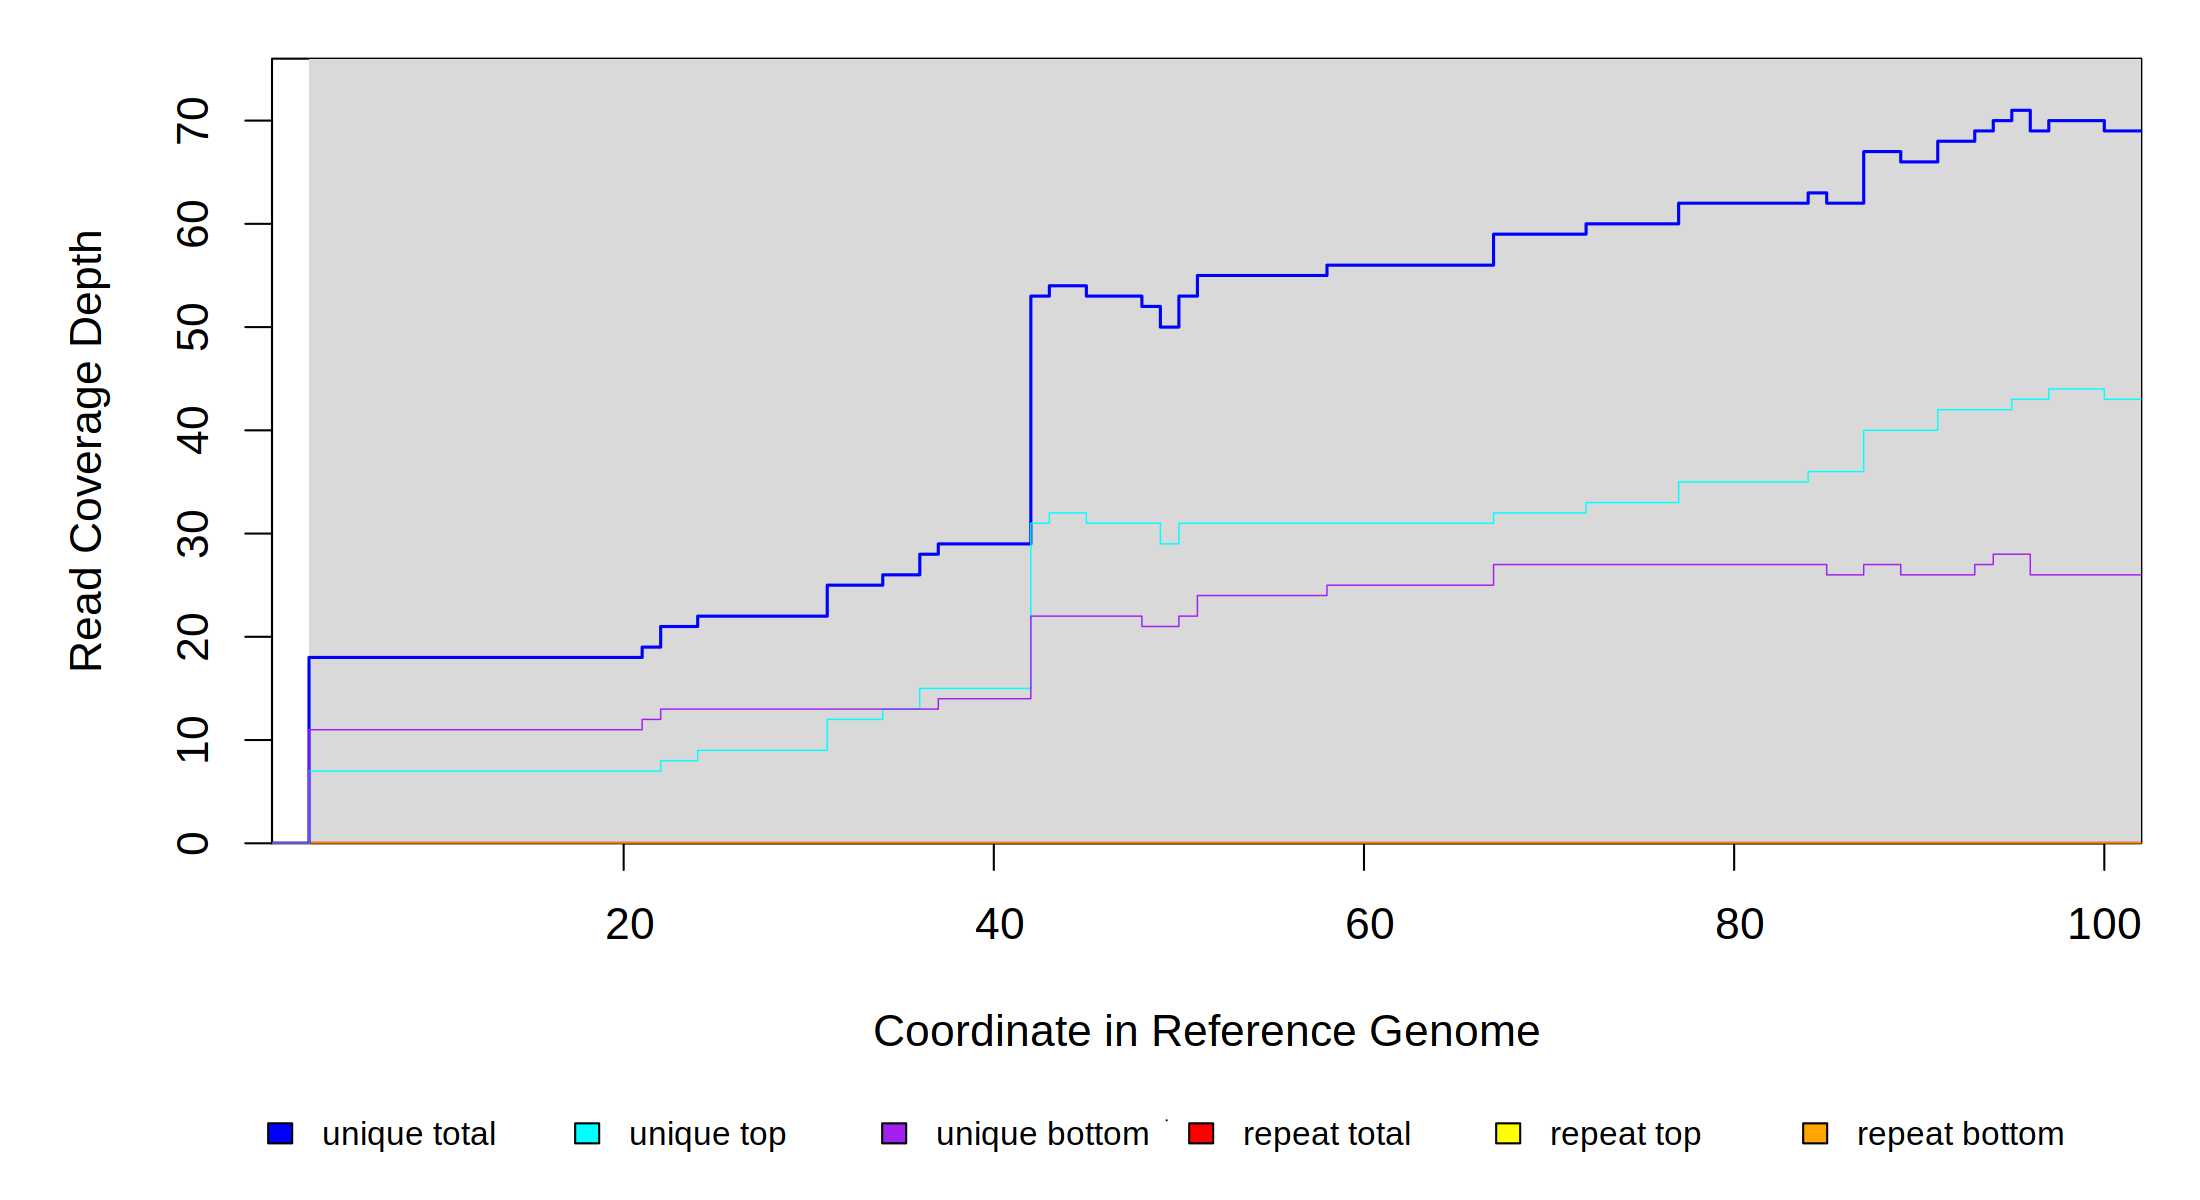 Read Coverage Depth
70
60
50
40
30
20
10
0
20 40 60 80 100
Coordinate in Reference Genome
unique total unique top unique bottom repeat total repeat top repeat bottom